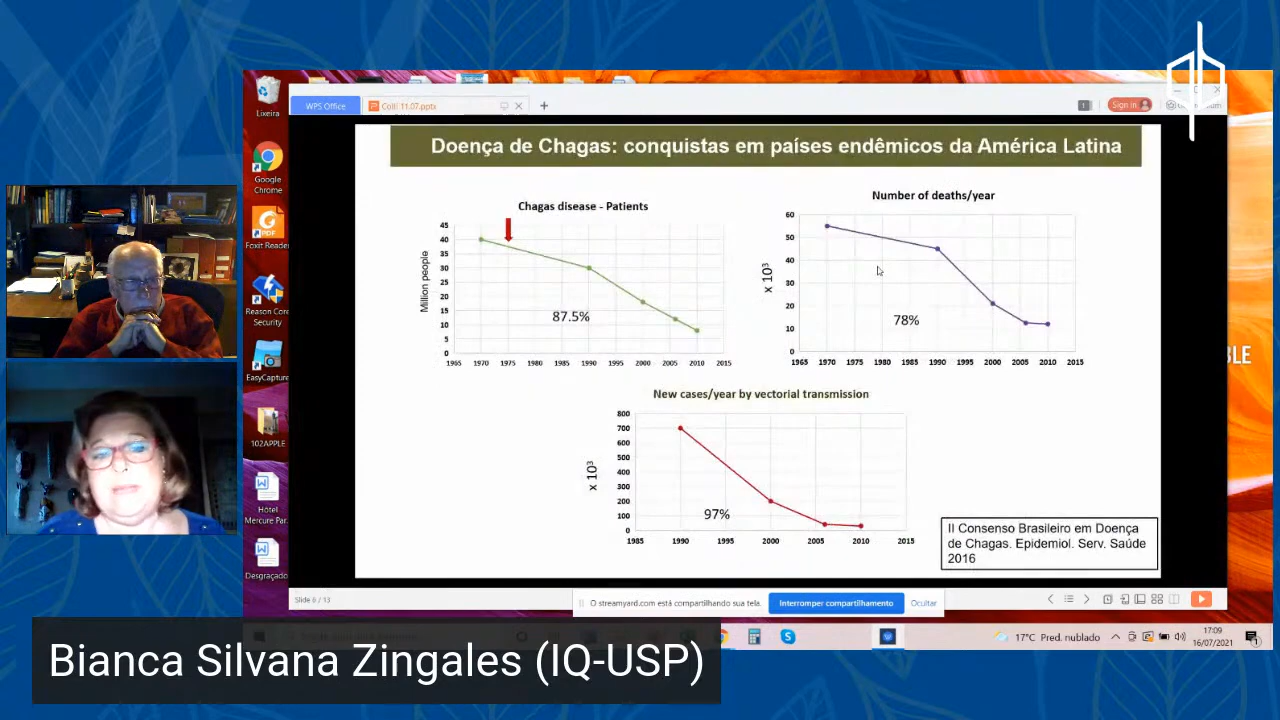 WPS Office
Colli 11.07.pptx
1
Sign in
Lixeira
Google
Chrome
Foxit Reader
Reason Core
Security
EasyCapture
102APPLE
Hotel
Mercure Par...
Desgraçado
Doença de Chagas: conquistas em países endêmicos da América Latina
Chagas disease - Patients
Million people
45
40
35
30
25
20
15
10
5
0
87.5%
1965 1970 1975 1980 1985 1990 1995 2000 2005 2010 2015
Number of deaths/year
x 10³
60
50
40
30
20
10
0
78%
1965 1970 1975 1980 1985 1990 1995 2000 2005 2010 2015
New cases/year by vectorial transmission
x 10³
800
700
600
500
400
300
200
100
0
97%
1985 1990 1995 2000 2005 2010 2015
II Consenso Brasileiro em Doença
de Chagas. Epidemiol. Serv. Saúde
2016
BLE
Slide 6 / 13
O streamyard.com está compartilhando sua tela.
Interromper compartilhamento
Ocultar
17°C Pred. nublado
17:09
16/07/2021
Bianca Silvana Zingales (IQ-USP)